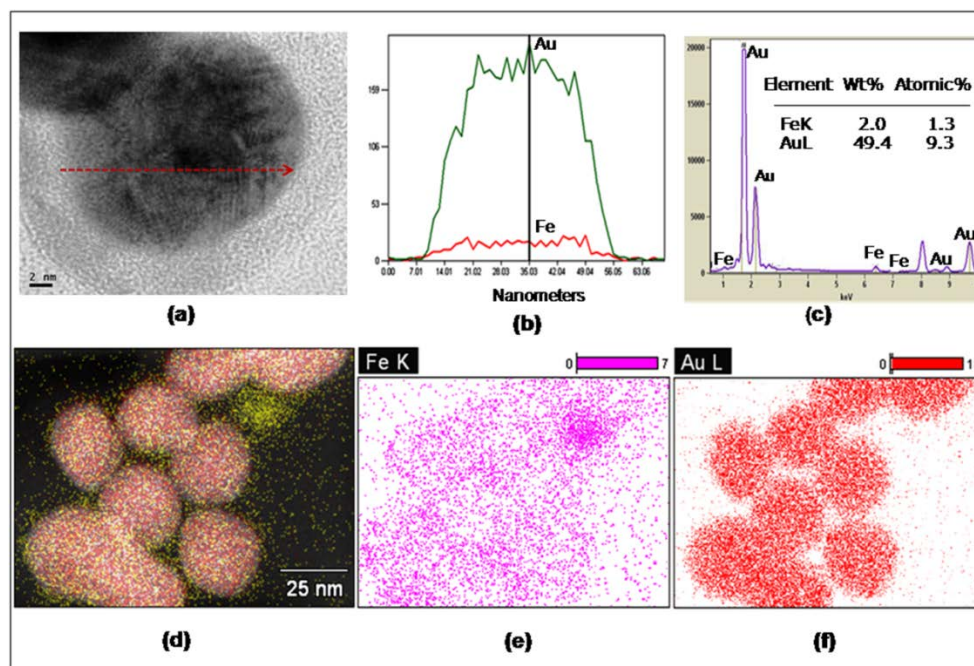 2 nm
(a)
Au
Fe
159
106
53
0
0.00 7.01 14.01 21.02 28.02 35.03 42.04 49.04 56.05 63.06
Nanometers
(b)
20000
15000
10000
5000
0
Au
Element Wt% Atomic%
FeK 2.0 1.3
AuL 49.4 9.3
Au
Fe
Fe
Fe
Au
Au
1 2 3 4 5 6 7 8 9
keV
(c)
25 nm
(d)
Fe K
0 7
(e)
Au L
0 1
(f)